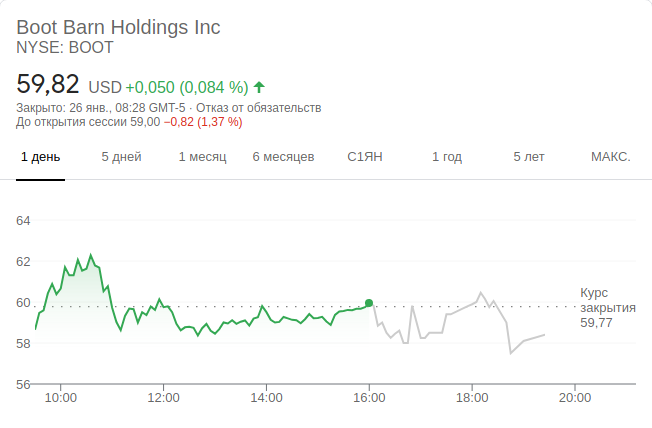 Boot Barn Holdings Inc
NYSE: BOOT
59,82 USD +0,050 (0,084 %)
Закрыто: 26 янв., 08:28 GMT-5 · Отказ от обязательств
До открытия сессии 59,00 −0,82 (1,37 %)
1 день 5 дней 1 месяц 6 месяцев С1ЯН 1 год 5 лет МАКС.
64
62
60
58
56
Курс
закрытия
59,77
10:00 12:00 14:00 16:00 18:00 20:00